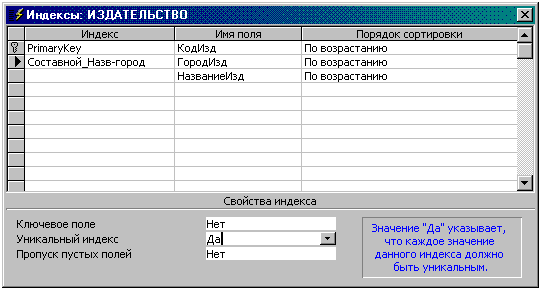 Индексы: ИЗДАТЕЛЬСТВО
Индекс Имя поля Порядок сортировки
PrimaryKey КодИзд По возрастанию
Составной_Назв-город ГородИзд По возрастанию
НазваниеИзд По возрастанию
Свойства индекса
Ключевое поле Нет
Уникальный индекс Да
Пропуск пустых полей Нет
Значение "Да" указывает,
что каждое значение
данного индекса должно
быть уникальным.